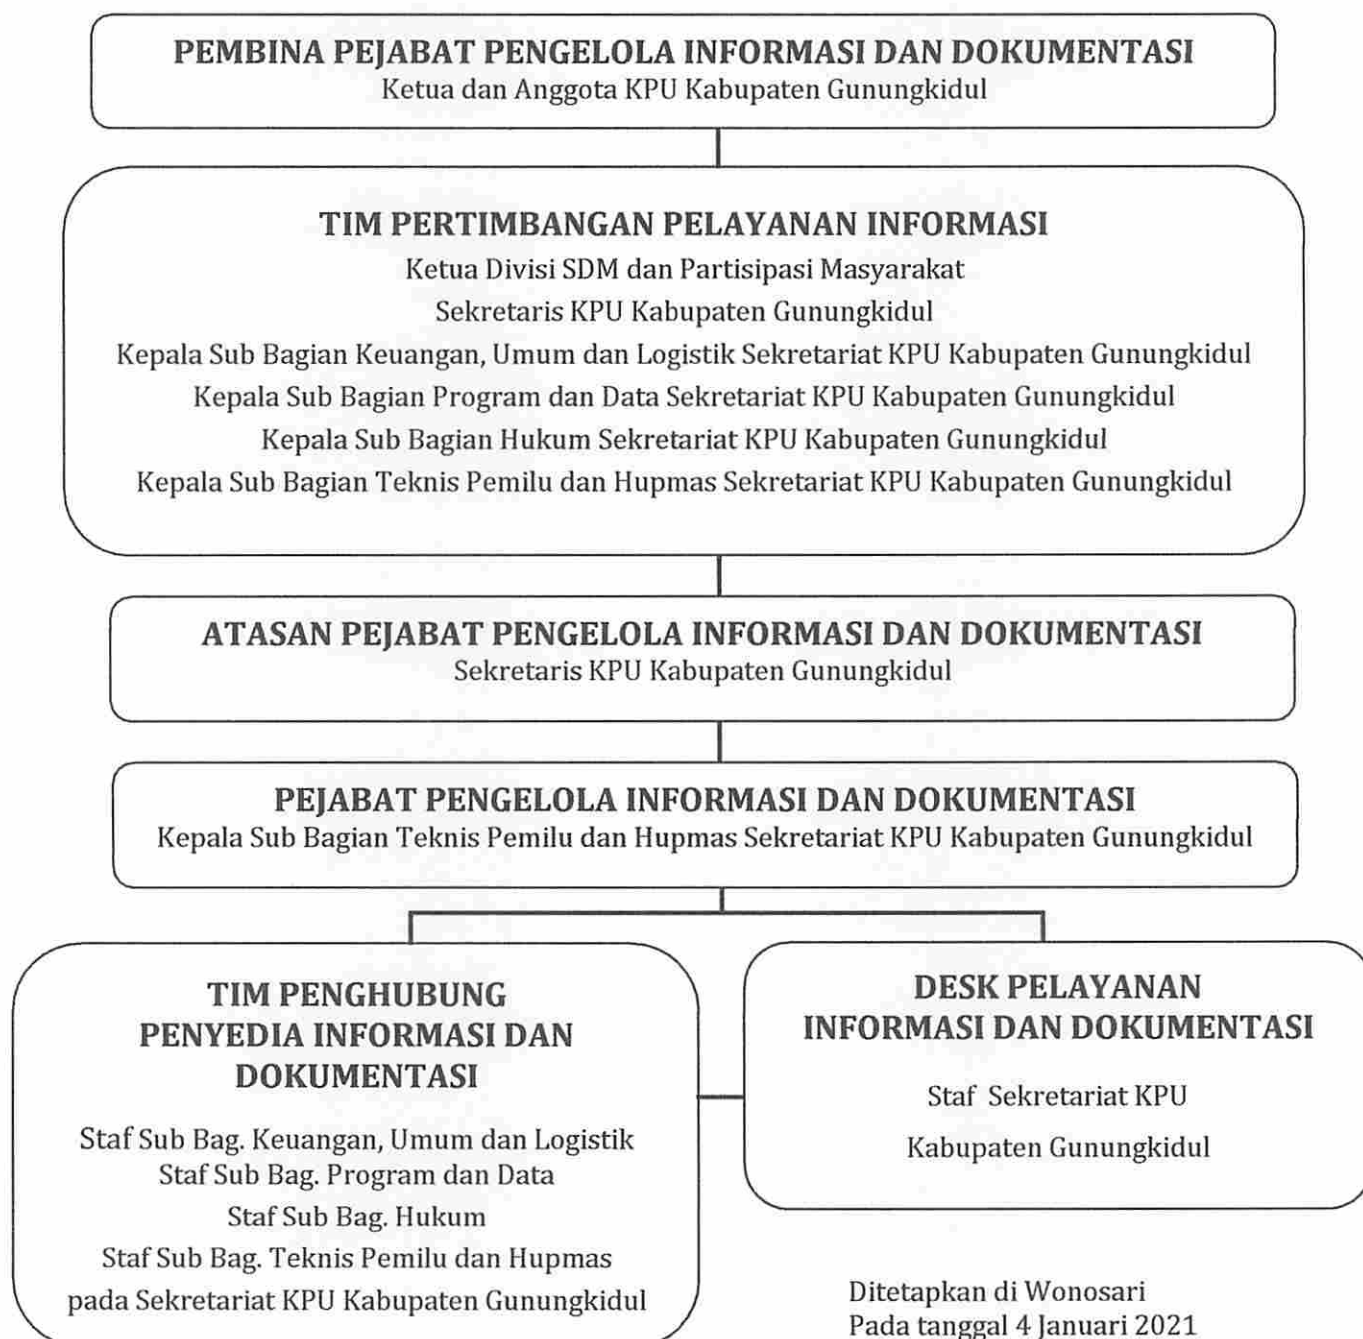 PEMBINA PEJABAT PENGELOLA INFORMASI DAN DOKUMENTASI
Ketua dan Anggota KPU Kabupaten Gunungkidul
TIM PERTIMBANGAN PELAYANAN INFORMASI
Ketua Divisi SDM dan Partisipasi Masyarakat
Sekretaris KPU Kabupaten Gunungkidul
Kepala Sub Bagian Keuangan, Umum dan Logistik Sekretariat KPU Kabupaten Gunungkidul
Kepala Sub Bagian Program dan Data Sekretariat KPU Kabupaten Gunungkidul
Kepala Sub Bagian Hukum Sekretariat KPU Kabupaten Gunungkidul
Kepala Sub Bagian Teknis Pemilu dan Hupmas Sekretariat KPU Kabupaten Gunungkidul
ATASAN PEJABAT PENGELOLA INFORMASI DAN DOKUMENTASI
Sekretaris KPU Kabupaten Gunungkidul
PEJABAT PENGELOLA INFORMASI DAN DOKUMENTASI
Kepala Sub Bagian Teknis Pemilu dan Hupmas Sekretariat KPU Kabupaten Gunungkidul
TIM PENGHUBUNG
PENYEDIA INFORMASI DAN
DOKUMENTASI
Staf Sub Bag. Keuangan, Umum dan Logistik
Staf Sub Bag. Program dan Data
Staf Sub Bag. Hukum
Staf Sub Bag. Teknis Pemilu dan Hupmas
pada Sekretariat KPU Kabupaten Gunungkidul
DESK PELAYANAN
INFORMASI DAN DOKUMENTASI
Staf Sekretariat KPU
Kabupaten Gunungkidul
Ditetapkan di Wonosari
Pada tanggal 4 Januari 2021